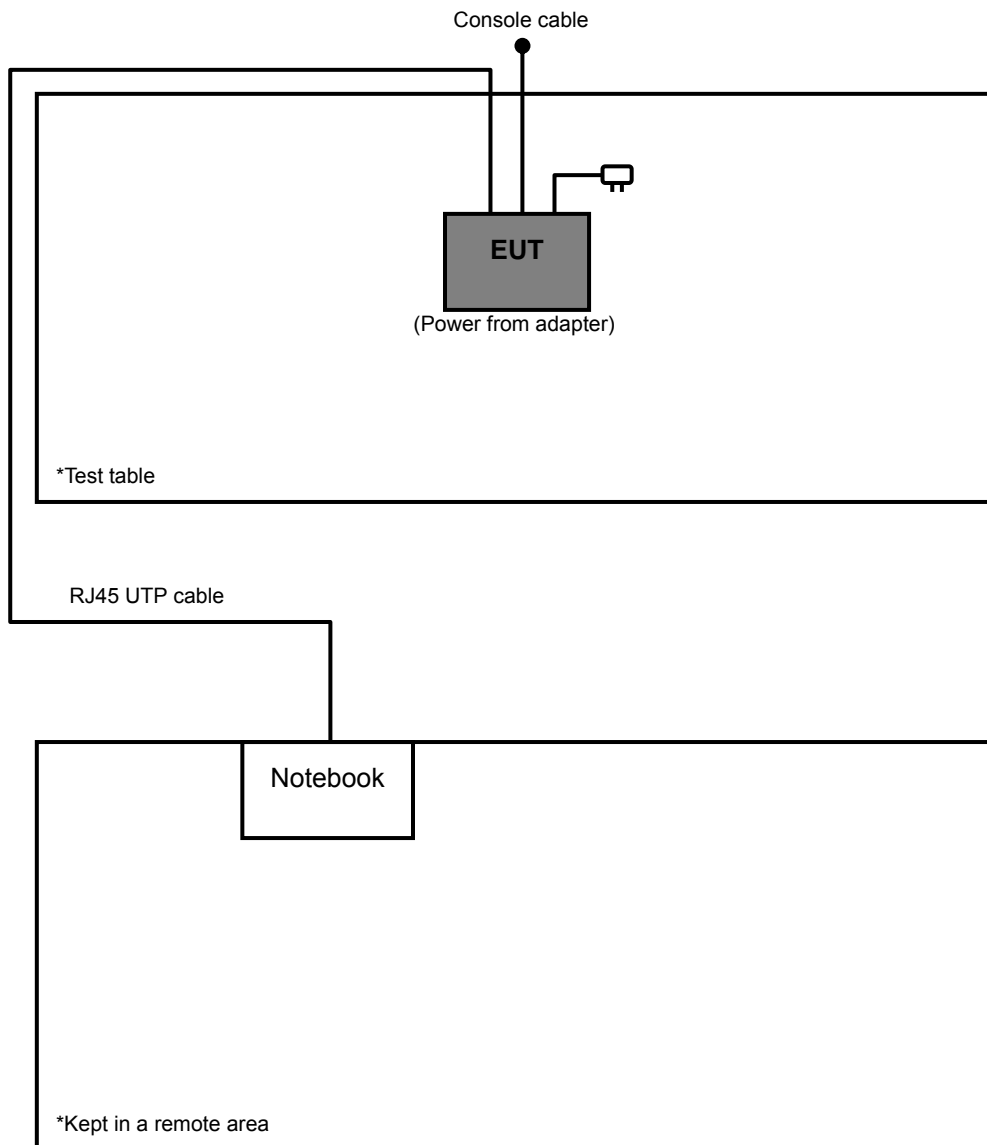 Console cable
EUT
(Power from adapter)
*Test table
RJ45 UTP cable
Notebook
*Kept in a remote area